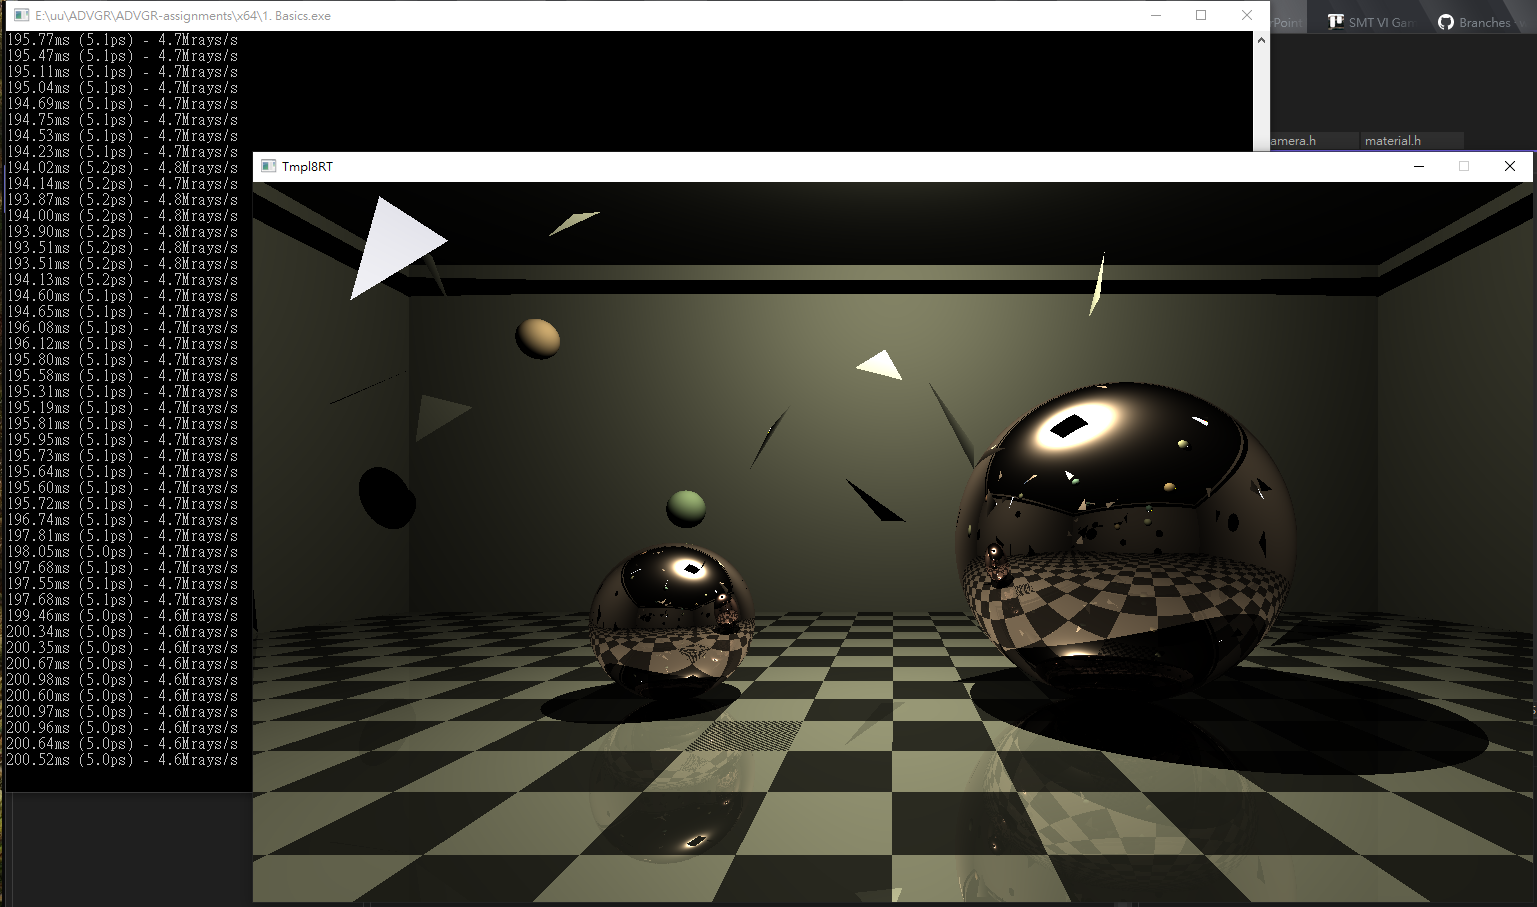 E:\uu\ADVGR\ADVGR-assignments\x64\1. Basics.exe
rPoint
SMT VI Gam
Branches
195.77ms (5.1ps) - 4.7Mrays/s
195.47ms (5.1ps) - 4.7Mrays/s
195.11ms (5.1ps) - 4.7Mrays/s
195.04ms (5.1ps) - 4.7Mrays/s
194.69ms (5.1ps) - 4.7Mrays/s
194.75ms (5.1ps) - 4.7Mrays/s
194.53ms (5.1ps) - 4.7Mrays/s
194.23ms (5.1ps) - 4.7Mrays/s
194.02ms (5.2ps) - 4.8Mrays/s
194.14ms (5.2ps) - 4.7Mrays/s
193.87ms (5.2ps) - 4.8Mrays/s
194.00ms (5.2ps) - 4.8Mrays/s
193.90ms (5.2ps) - 4.8Mrays/s
193.51ms (5.2ps) - 4.8Mrays/s
193.51ms (5.2ps) - 4.8Mrays/s
194.13ms (5.2ps) - 4.7Mrays/s
194.60ms (5.1ps) - 4.7Mrays/s
194.65ms (5.1ps) - 4.7Mrays/s
196.08ms (5.1ps) - 4.7Mrays/s
196.12ms (5.1ps) - 4.7Mrays/s
195.80ms (5.1ps) - 4.7Mrays/s
195.58ms (5.1ps) - 4.7Mrays/s
195.31ms (5.1ps) - 4.7Mrays/s
195.19ms (5.1ps) - 4.7Mrays/s
195.81ms (5.1ps) - 4.7Mrays/s
195.95ms (5.1ps) - 4.7Mrays/s
195.73ms (5.1ps) - 4.7Mrays/s
195.64ms (5.1ps) - 4.7Mrays/s
195.60ms (5.1ps) - 4.7Mrays/s
195.72ms (5.1ps) - 4.7Mrays/s
196.74ms (5.1ps) - 4.7Mrays/s
197.81ms (5.1ps) - 4.7Mrays/s
198.05ms (5.0ps) - 4.7Mrays/s
197.68ms (5.1ps) - 4.7Mrays/s
197.55ms (5.1ps) - 4.7Mrays/s
197.68ms (5.1ps) - 4.7Mrays/s
199.46ms (5.0ps) - 4.6Mrays/s
200.34ms (5.0ps) - 4.6Mrays/s
200.35ms (5.0ps) - 4.6Mrays/s
200.67ms (5.0ps) - 4.6Mrays/s
200.98ms (5.0ps) - 4.6Mrays/s
200.60ms (5.0ps) - 4.6Mrays/s
200.97ms (5.0ps) - 4.6Mrays/s
200.96ms (5.0ps) - 4.6Mrays/s
200.64ms (5.0ps) - 4.6Mrays/s
200.52ms (5.0ps) - 4.6Mrays/s
amera.h
material.h
Tmpl8RT